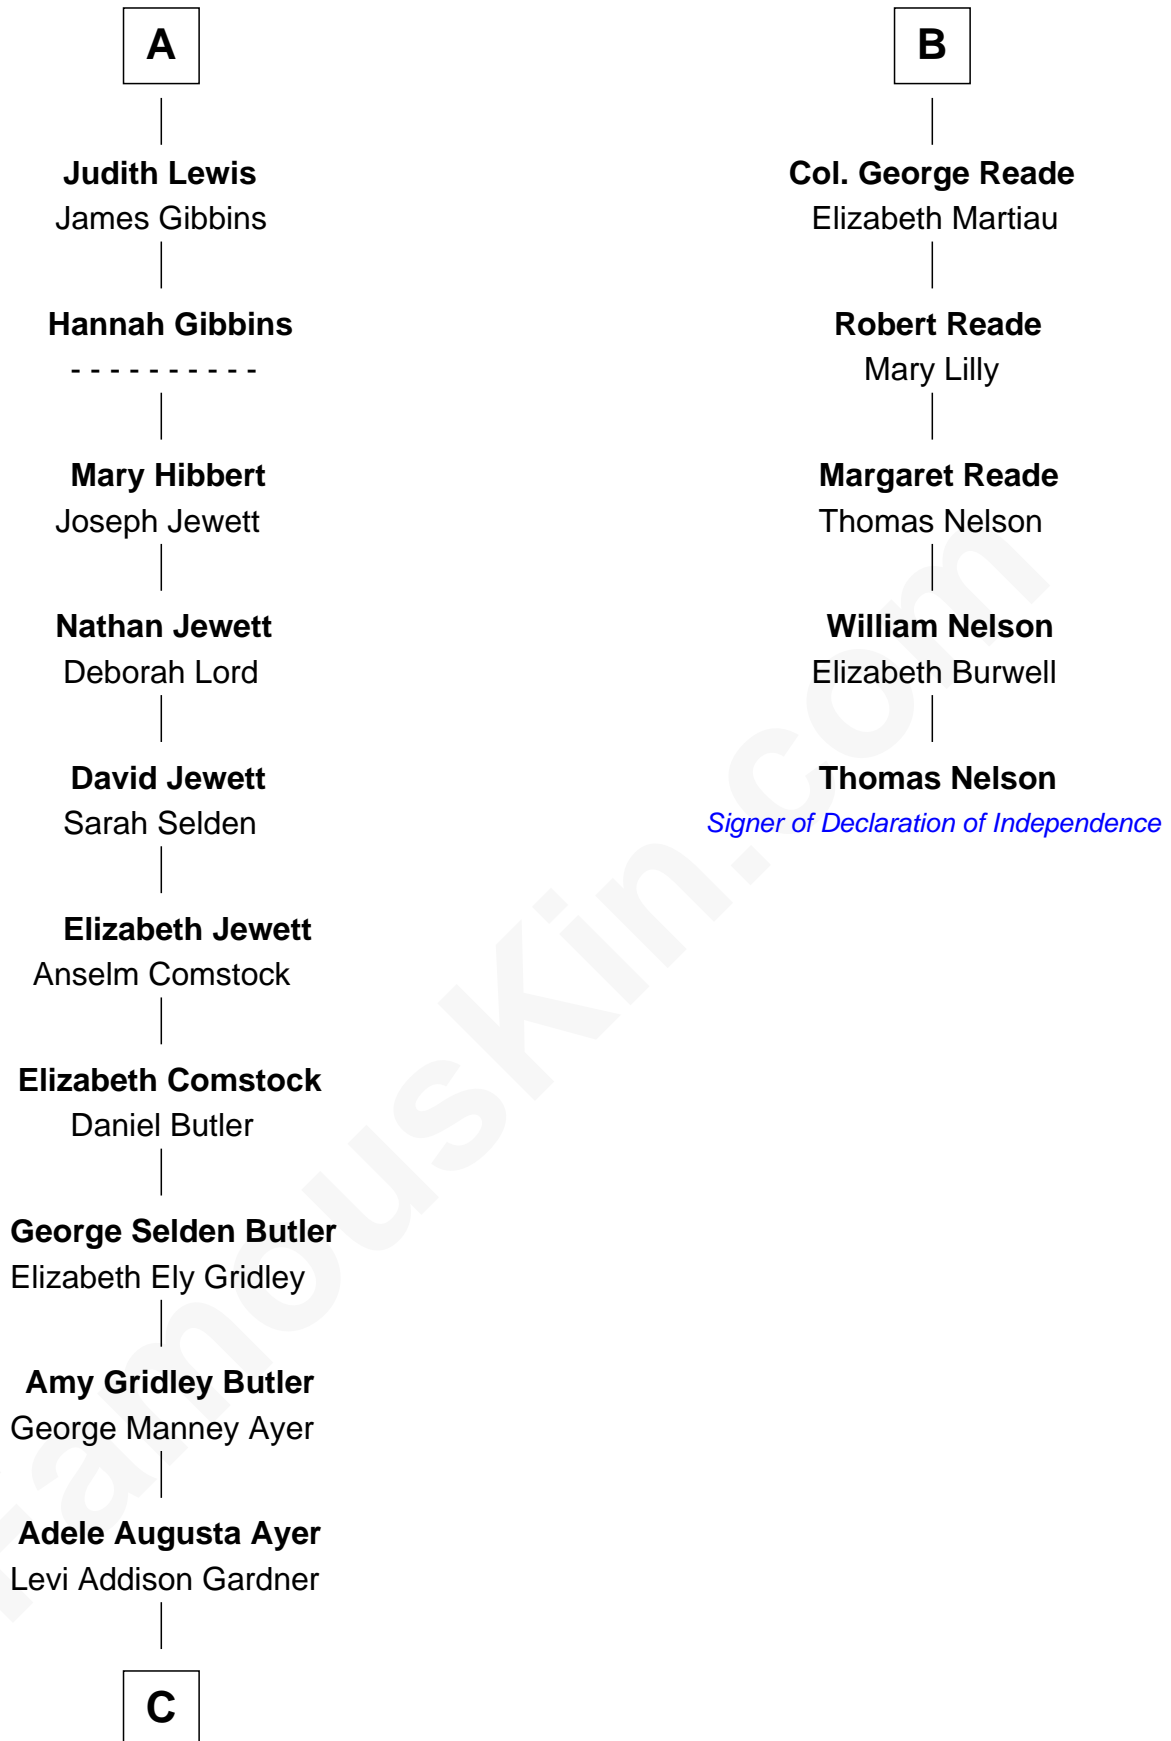 A
Judith Lewis
James Gibbins
Hannah Gibbins
- - - - - - - - - -
Mary Hibbert
Joseph Jewett
Nathan Jewett
Deborah Lord
David Jewett
Sarah Selden
Elizabeth Jewett
Anselm Comstock
Elizabeth Comstock
Daniel Butler
George Selden Butler
Elizabeth Ely Gridley
Amy Gridley Butler
George Manney Ayer
Adele Augusta Ayer
Levi Addison Gardner
C
B
Col. George Reade
Elizabeth Martiau
Robert Reade
Mary Lilly
Margaret Reade
Thomas Nelson
William Nelson
Elizabeth Burwell
Thomas Nelson
Signer of Declaration of Independence
FamousKin.com